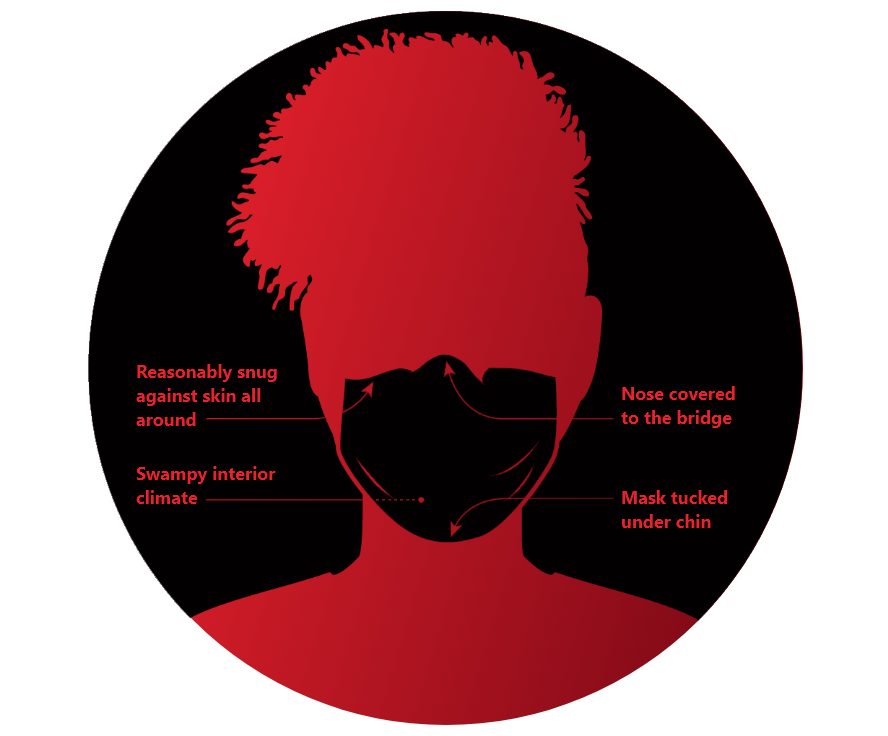 Reasonably snug
against skin all
around
Nose covered
to the bridge
Swampy interior
climate
Mask tucked
under chin